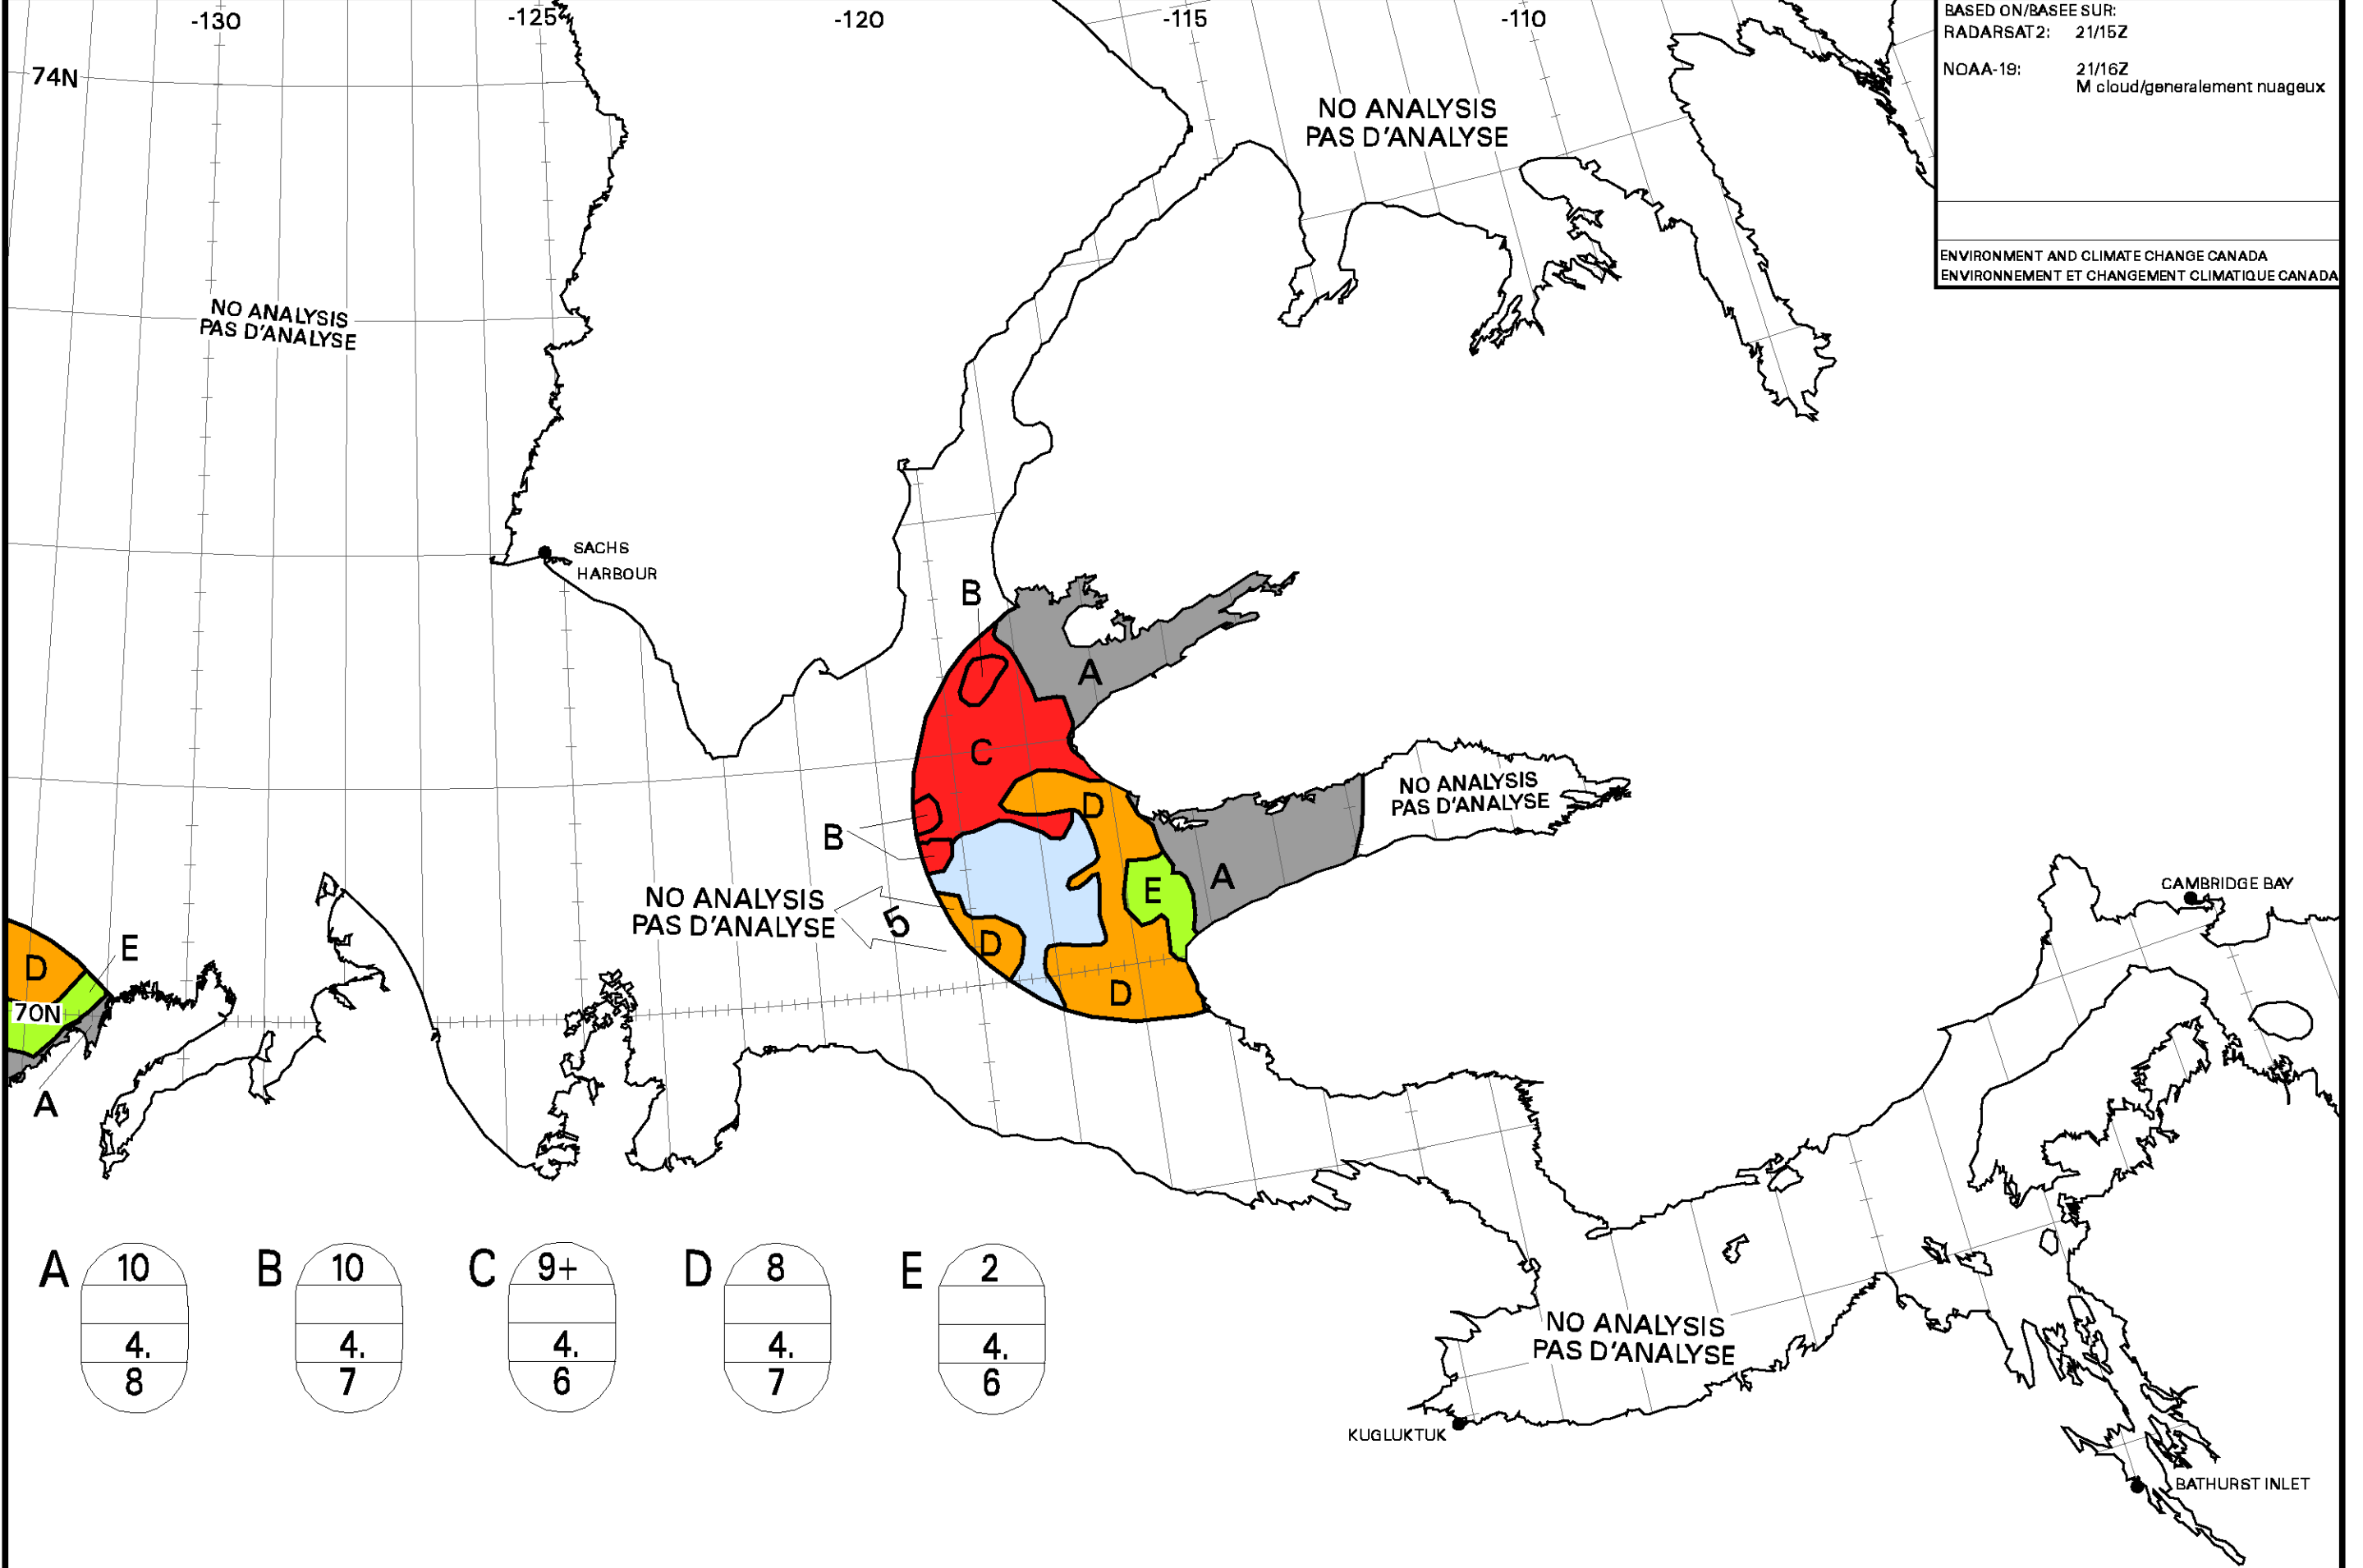 -130
-125
-120
-115
-110
BASED ON/BASEE SUR:
RADARSAT2: 21/15Z
74N
NOAA-19: 21/16Z
M cloud/generalement nuageux
NO ANALYSIS
PAS D'ANALYSE
ENVIRONMENT AND CLIMATE CHANGE CANADA
ENVIRONNEMENT ET CHANGEMENT CLIMATIQUE CANADA
NO ANALYSIS
PAS D'ANALYSE
SACHS
HARBOUR
B
A
C
D
NO ANALYSIS
PAS D'ANALYSE
B
A
E
CAMBRIDGE BAY
NO ANALYSIS
PAS D'ANALYSE
5
D
D
E
D
70N
A
A 10 4. 8
B 10 4. 7
C 9+ 4. 6
D 8 4. 7
E 2 4. 6
NO ANALYSIS
PAS D'ANALYSE
KUGLUKTUK
BATHURST INLET